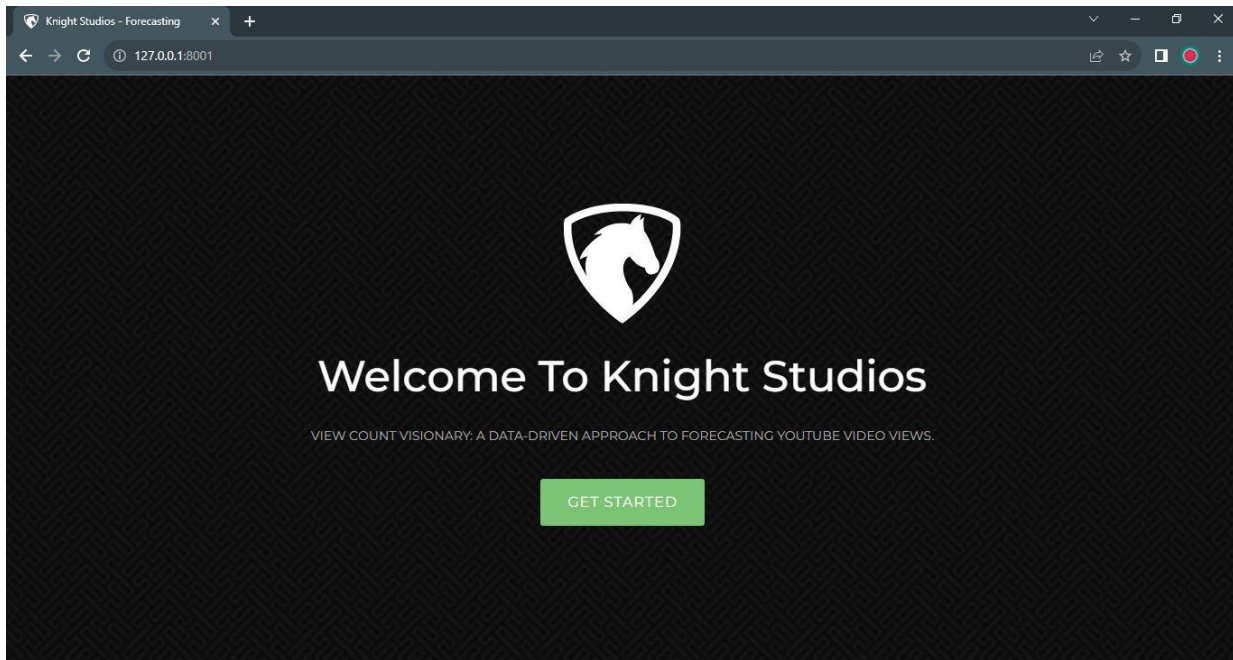 Knight Studios - Forecasting
127.0.0.1:8001
Welcome To Knight Studios
VIEW COUNT VISIONARY: A DATA-DRIVEN APPROACH TO FORECASTING YOUTUBE VIDEO VIEWS.
GET STARTED